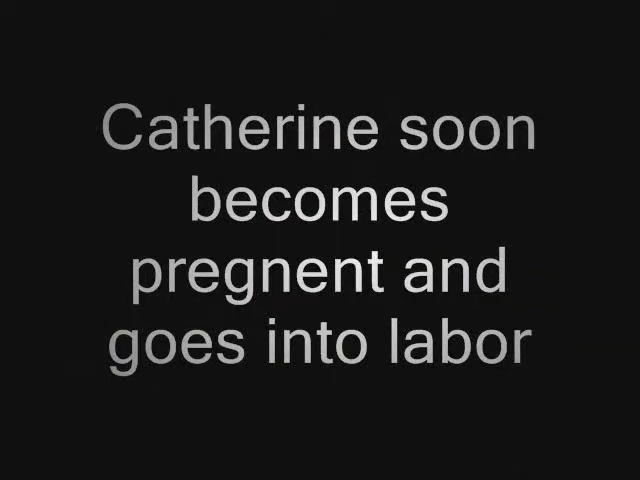 Catherine soon
becomes
pregnent and
goes into labor